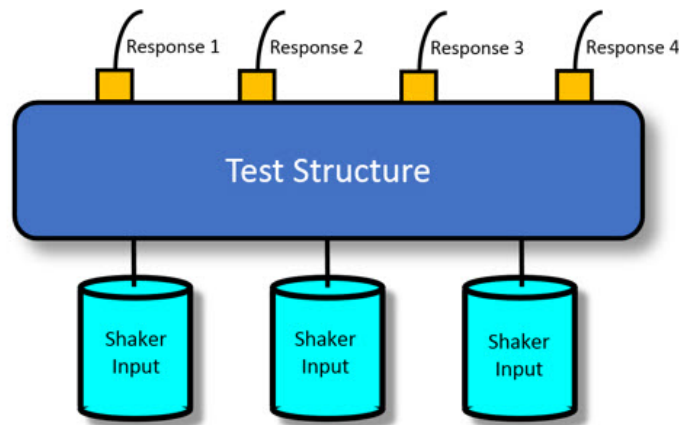 Response 1
Response 2
Response 3
Response 4
Test Structure
Shaker
Input
Shaker
Input
Shaker
Input